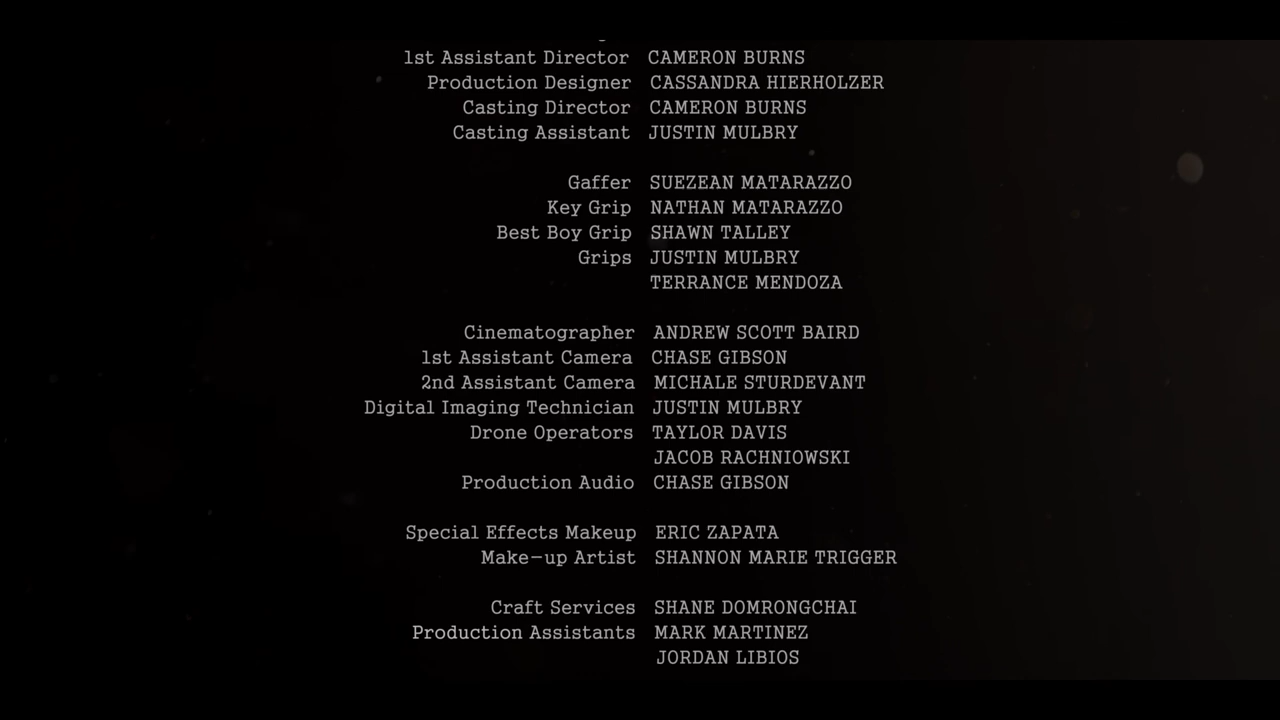 1st Assistant Director CAMERON BURNS
Production Designer CASSANDRA HIERHOLZER
Casting Director CAMERON BURNS
Casting Assistant JUSTIN MULBRY
Gaffer SUEZEAN MATARAZZO
Key Grip NATHAN MATARAZZO
Best Boy Grip SHAWN TALLEY
Grips JUSTIN MULBRY
TERRANCE MENDOZA
Cinematographer ANDREW SCOTT BAIRD
1st Assistant Camera CHASE GIBSON
2nd Assistant Camera MICHALE STURDEVANT
Digital Imaging Technician JUSTIN MULBRY
Drone Operators TAYLOR DAVIS
JACOB RACHNIOWSKI
Production Audio CHASE GIBSON
Special Effects Makeup ERIC ZAPATA
Make-up Artist SHANNON MARIE TRIGGER
Craft Services SHANE DOMRONGCHAI
Production Assistants MARK MARTINEZ
JORDAN LIBIOS